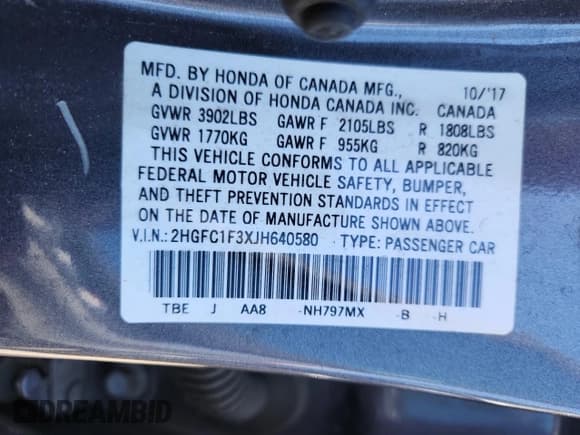 MFD. BY HONDA OF CANADA MFG., 10/'17
A DIVISION OF HONDA CANADA INC. CANADA
GVWR 3902LBS GAWR F 2105LBS R 1808LBS
GVWR 1770KG GAWR F 955KG R 820KG
THIS VEHICLE CONFORMS TO ALL APPLICABLE
FEDERAL MOTOR VEHICLE SAFETY, BUMPER,
AND THEFT PREVENTION STANDARDS IN EFFECT
ON THE DATE OF MANUFACTURE SHOWN ABOVE.
V.I.N.: 2HGFC1F3XJH640580 TYPE: PASSENGER CAR
TBE J AA8 -NH797MX -B -H
DREAMBID